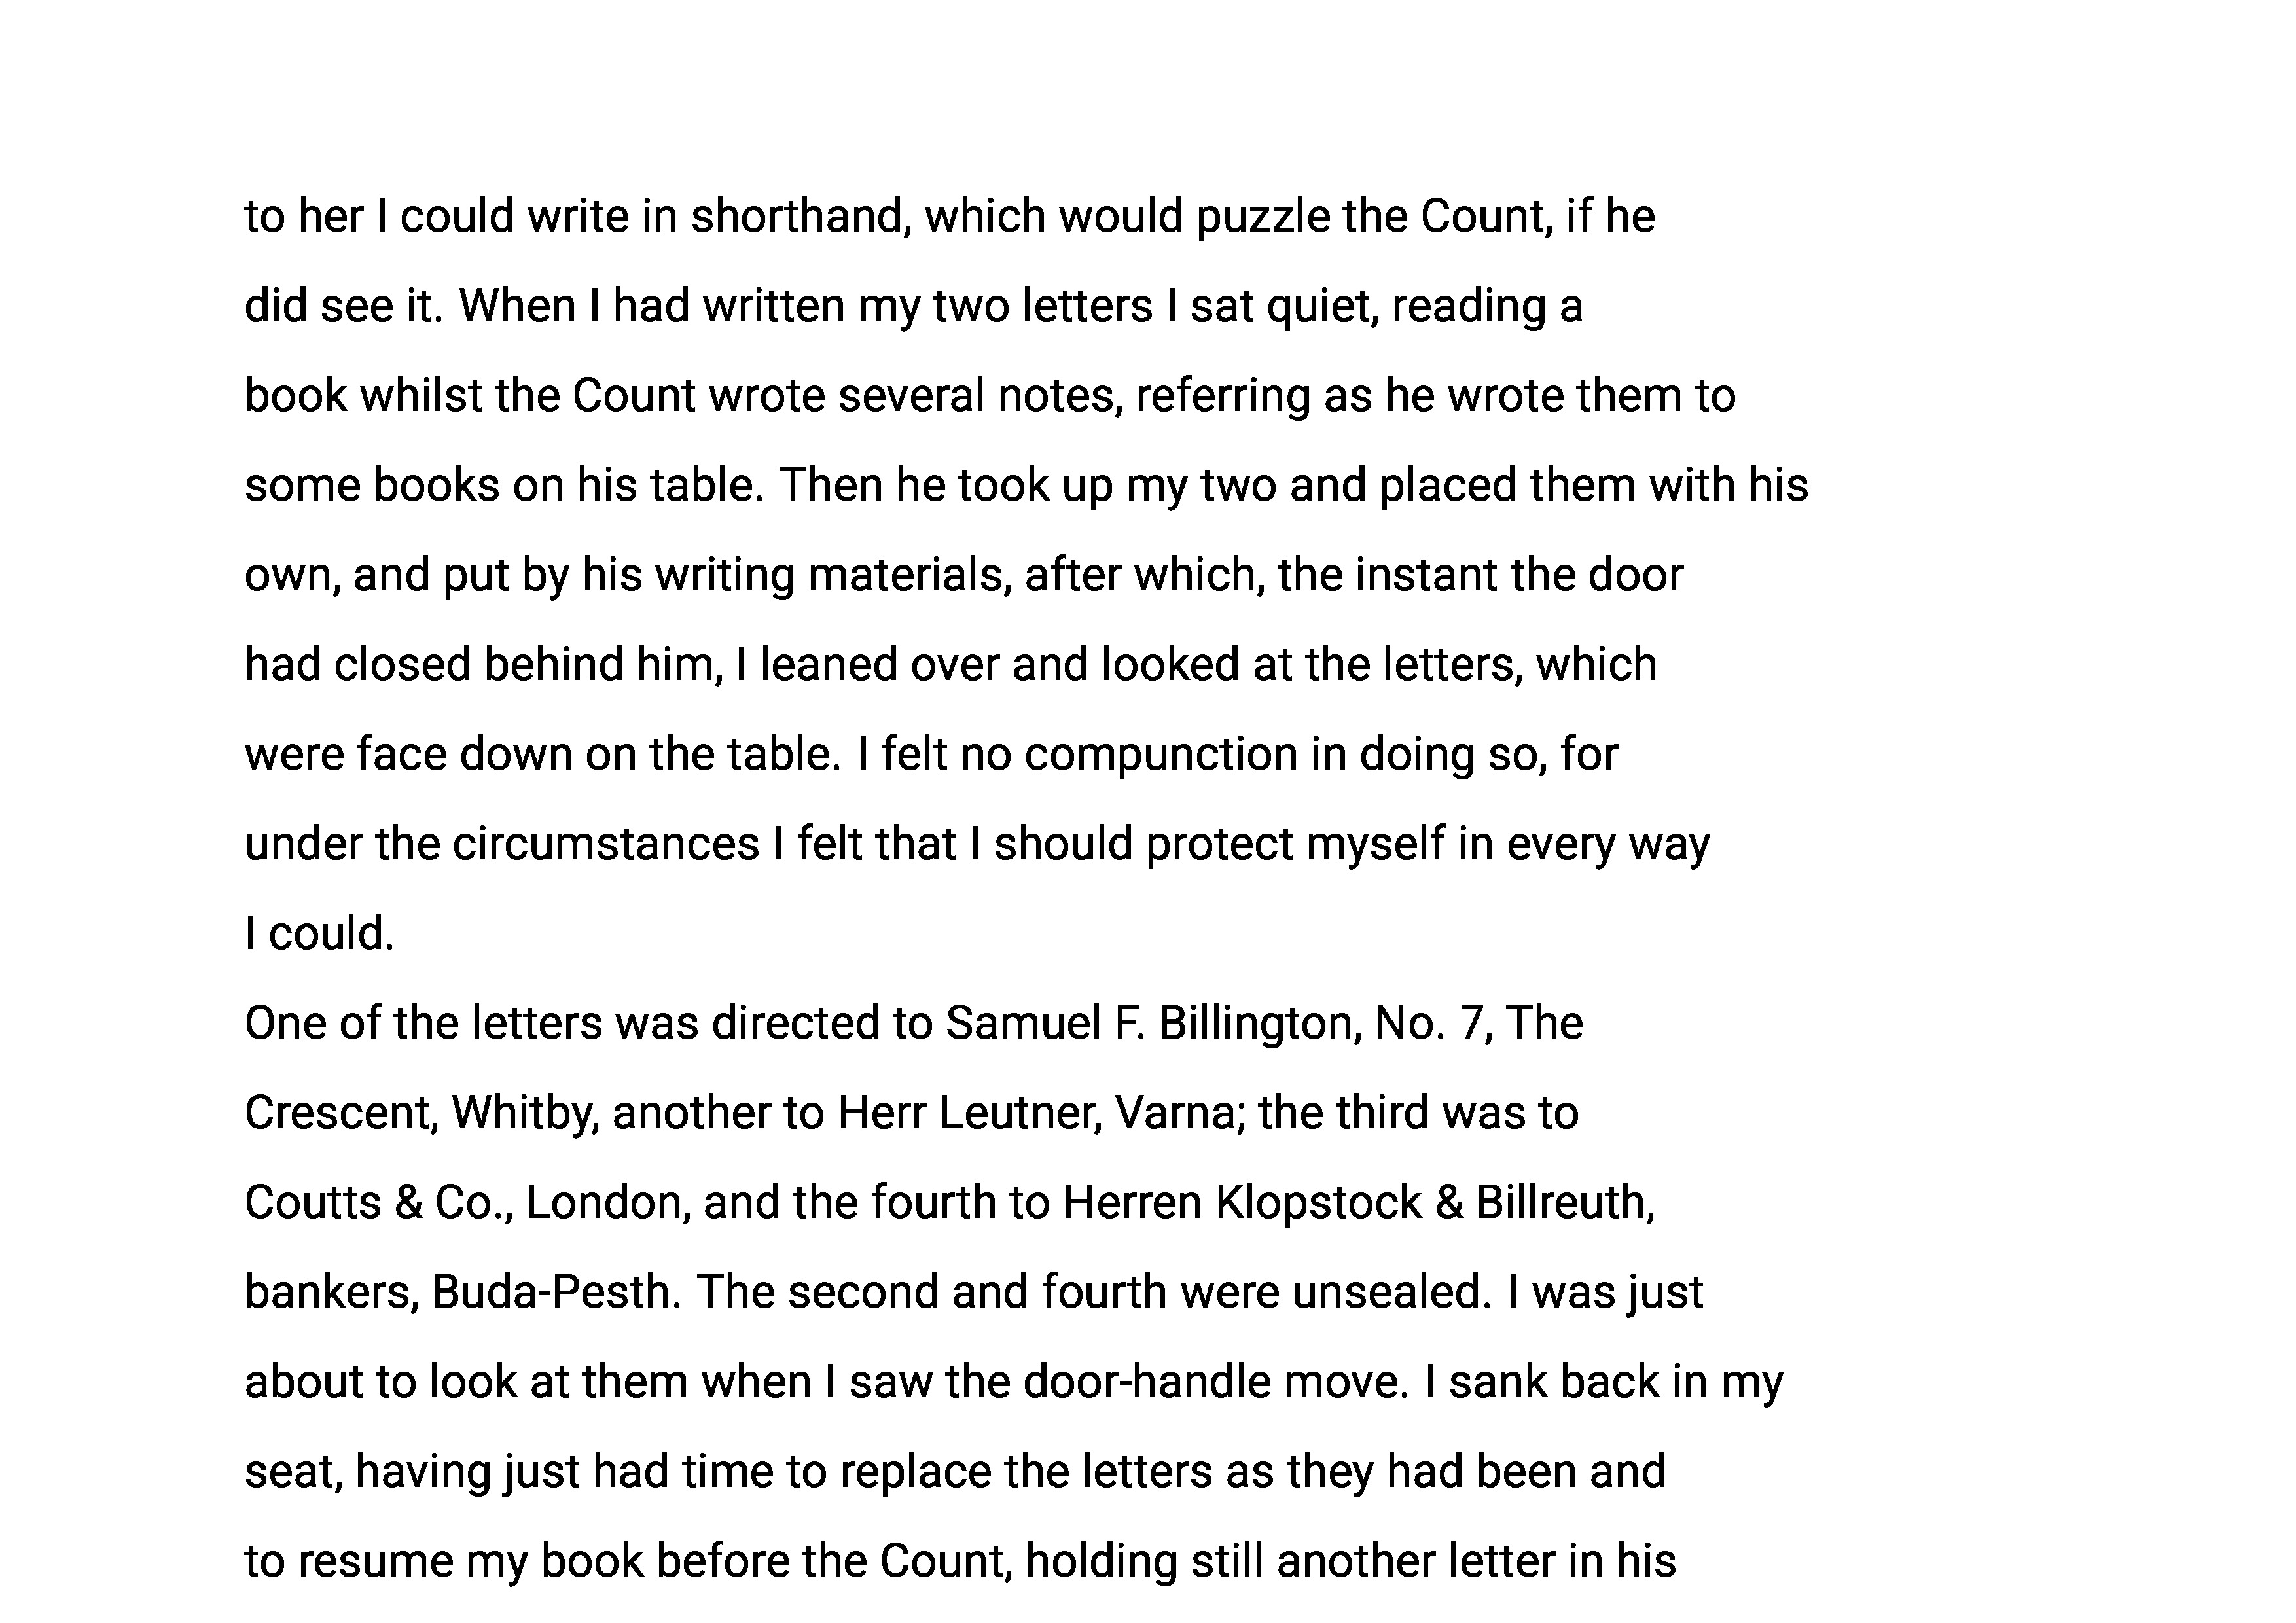 to her I could write in shorthand, which would puzzle the Count, if he
did see it. When I had written my two letters I sat quiet, reading a
book whilst the Count wrote several notes, referring as he wrote them to
some books on his table. Then he took up my two and placed them with his
own, and put by his writing materials, after which, the instant the door
had closed behind him, I leaned over and looked at the letters, which
were face down on the table. I felt no compunction in doing so, for
under the circumstances I felt that I should protect myself in every way
I could.
One of the letters was directed to Samuel F. Billington, No. 7, The
Crescent, Whitby, another to Herr Leutner, Varna; the third was to
Coutts & Co., London, and the fourth to Herren Klopstock & Billreuth,
bankers, Buda-Pesth. The second and fourth were unsealed. I was just
about to look at them when I saw the door-handle move. I sank back in my
seat, having just had time to replace the letters as they had been and
to resume my book before the Count, holding still another letter in his